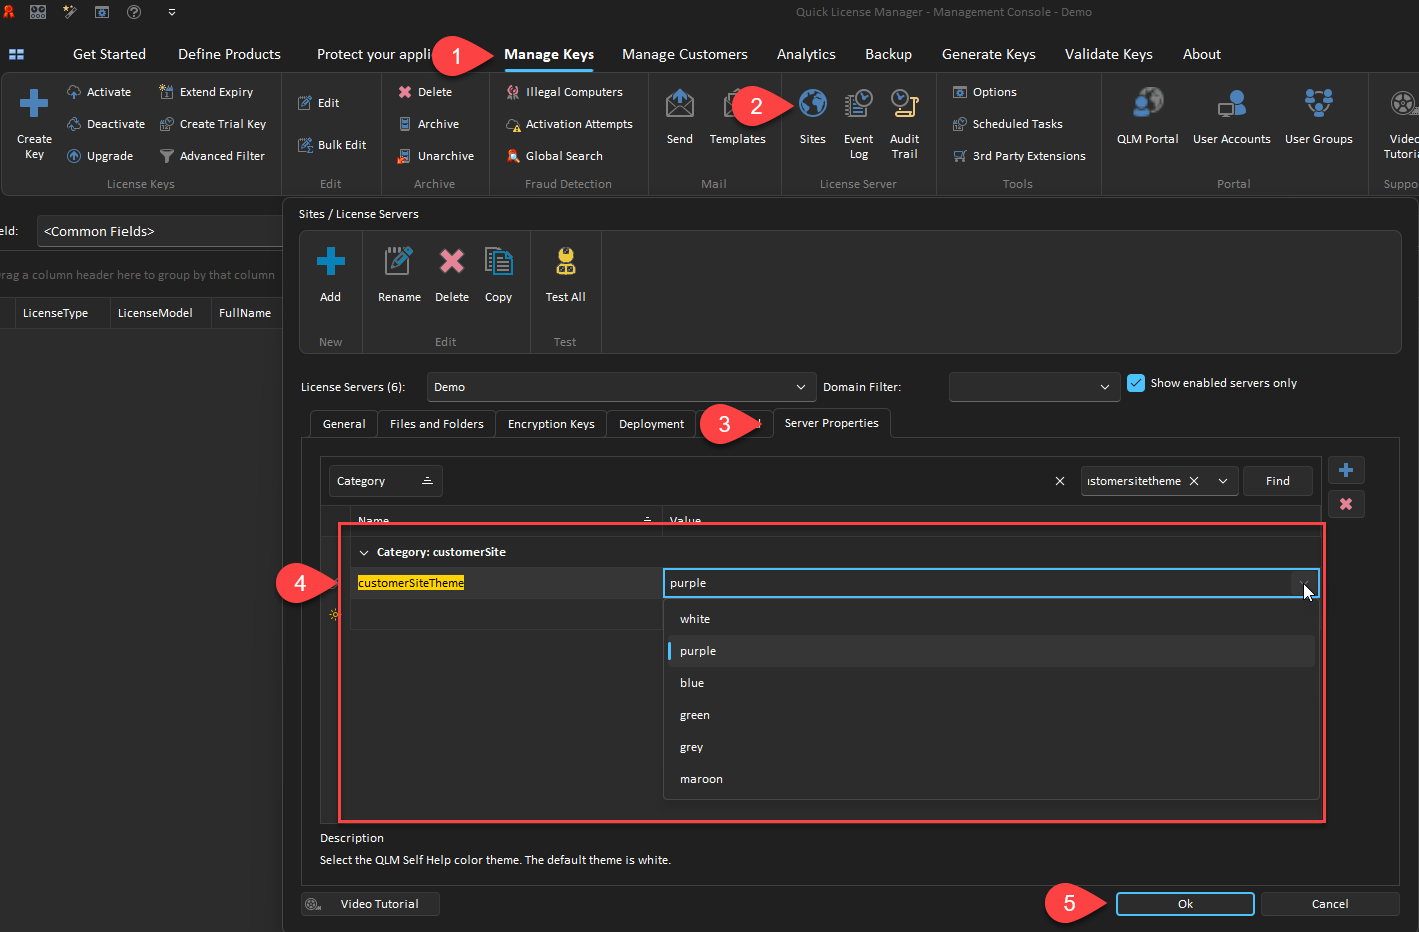 Quick License Manager - Management Console - Demo
Get Started
Define Products
Protect your appli
1
Manage Keys
Manage Customers
Analytics
Backup
Generate Keys
Validate Keys
About
Create Key
Activate
Deactivate
Upgrade
Extend Expiry
Create Trial Key
Advanced Filter
License Keys
Edit
Bulk Edit
Edit
Delete
Archive
Unarchive
Archive
Illegal Computers
Activation Attempts
Global Search
Fraud Detection
Send
Templates
Mail
2
Sites
Event Log
Audit Trail
License Server
Options
Scheduled Tasks
3rd Party Extensions
Tools
QLM Portal
User Accounts
User Groups
Portal
Video
Tutoria
Suppo
eld:
<Common Fields>
Drag a column header here to group by that column
LicenseType
LicenseModel
FullName
Sites / License Servers
Add
New
Rename
Delete
Copy
Edit
Test All
Test
License Servers (6):
Demo
Domain Filter:
Show enabled servers only
General
Files and Folders
Encryption Keys
Deployment
3
Server Properties
Category
ustomersitetheme
Find
Name
Value
Category: customerSite
4
customerSiteTheme
purple
white
purple
blue
green
grey
maroon
Description
Select the QLM Self Help color theme. The default theme is white.
Video Tutorial
5
Ok
Cancel